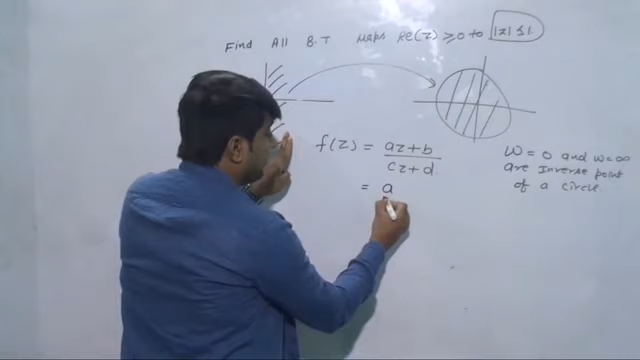 Find All B.T Maps Re(z) ≥ 0 to |z| ≤ 1.
f(z) = az+b / cz+d.
= a
w = 0 and w = ∞
are inverse point
of a circle.